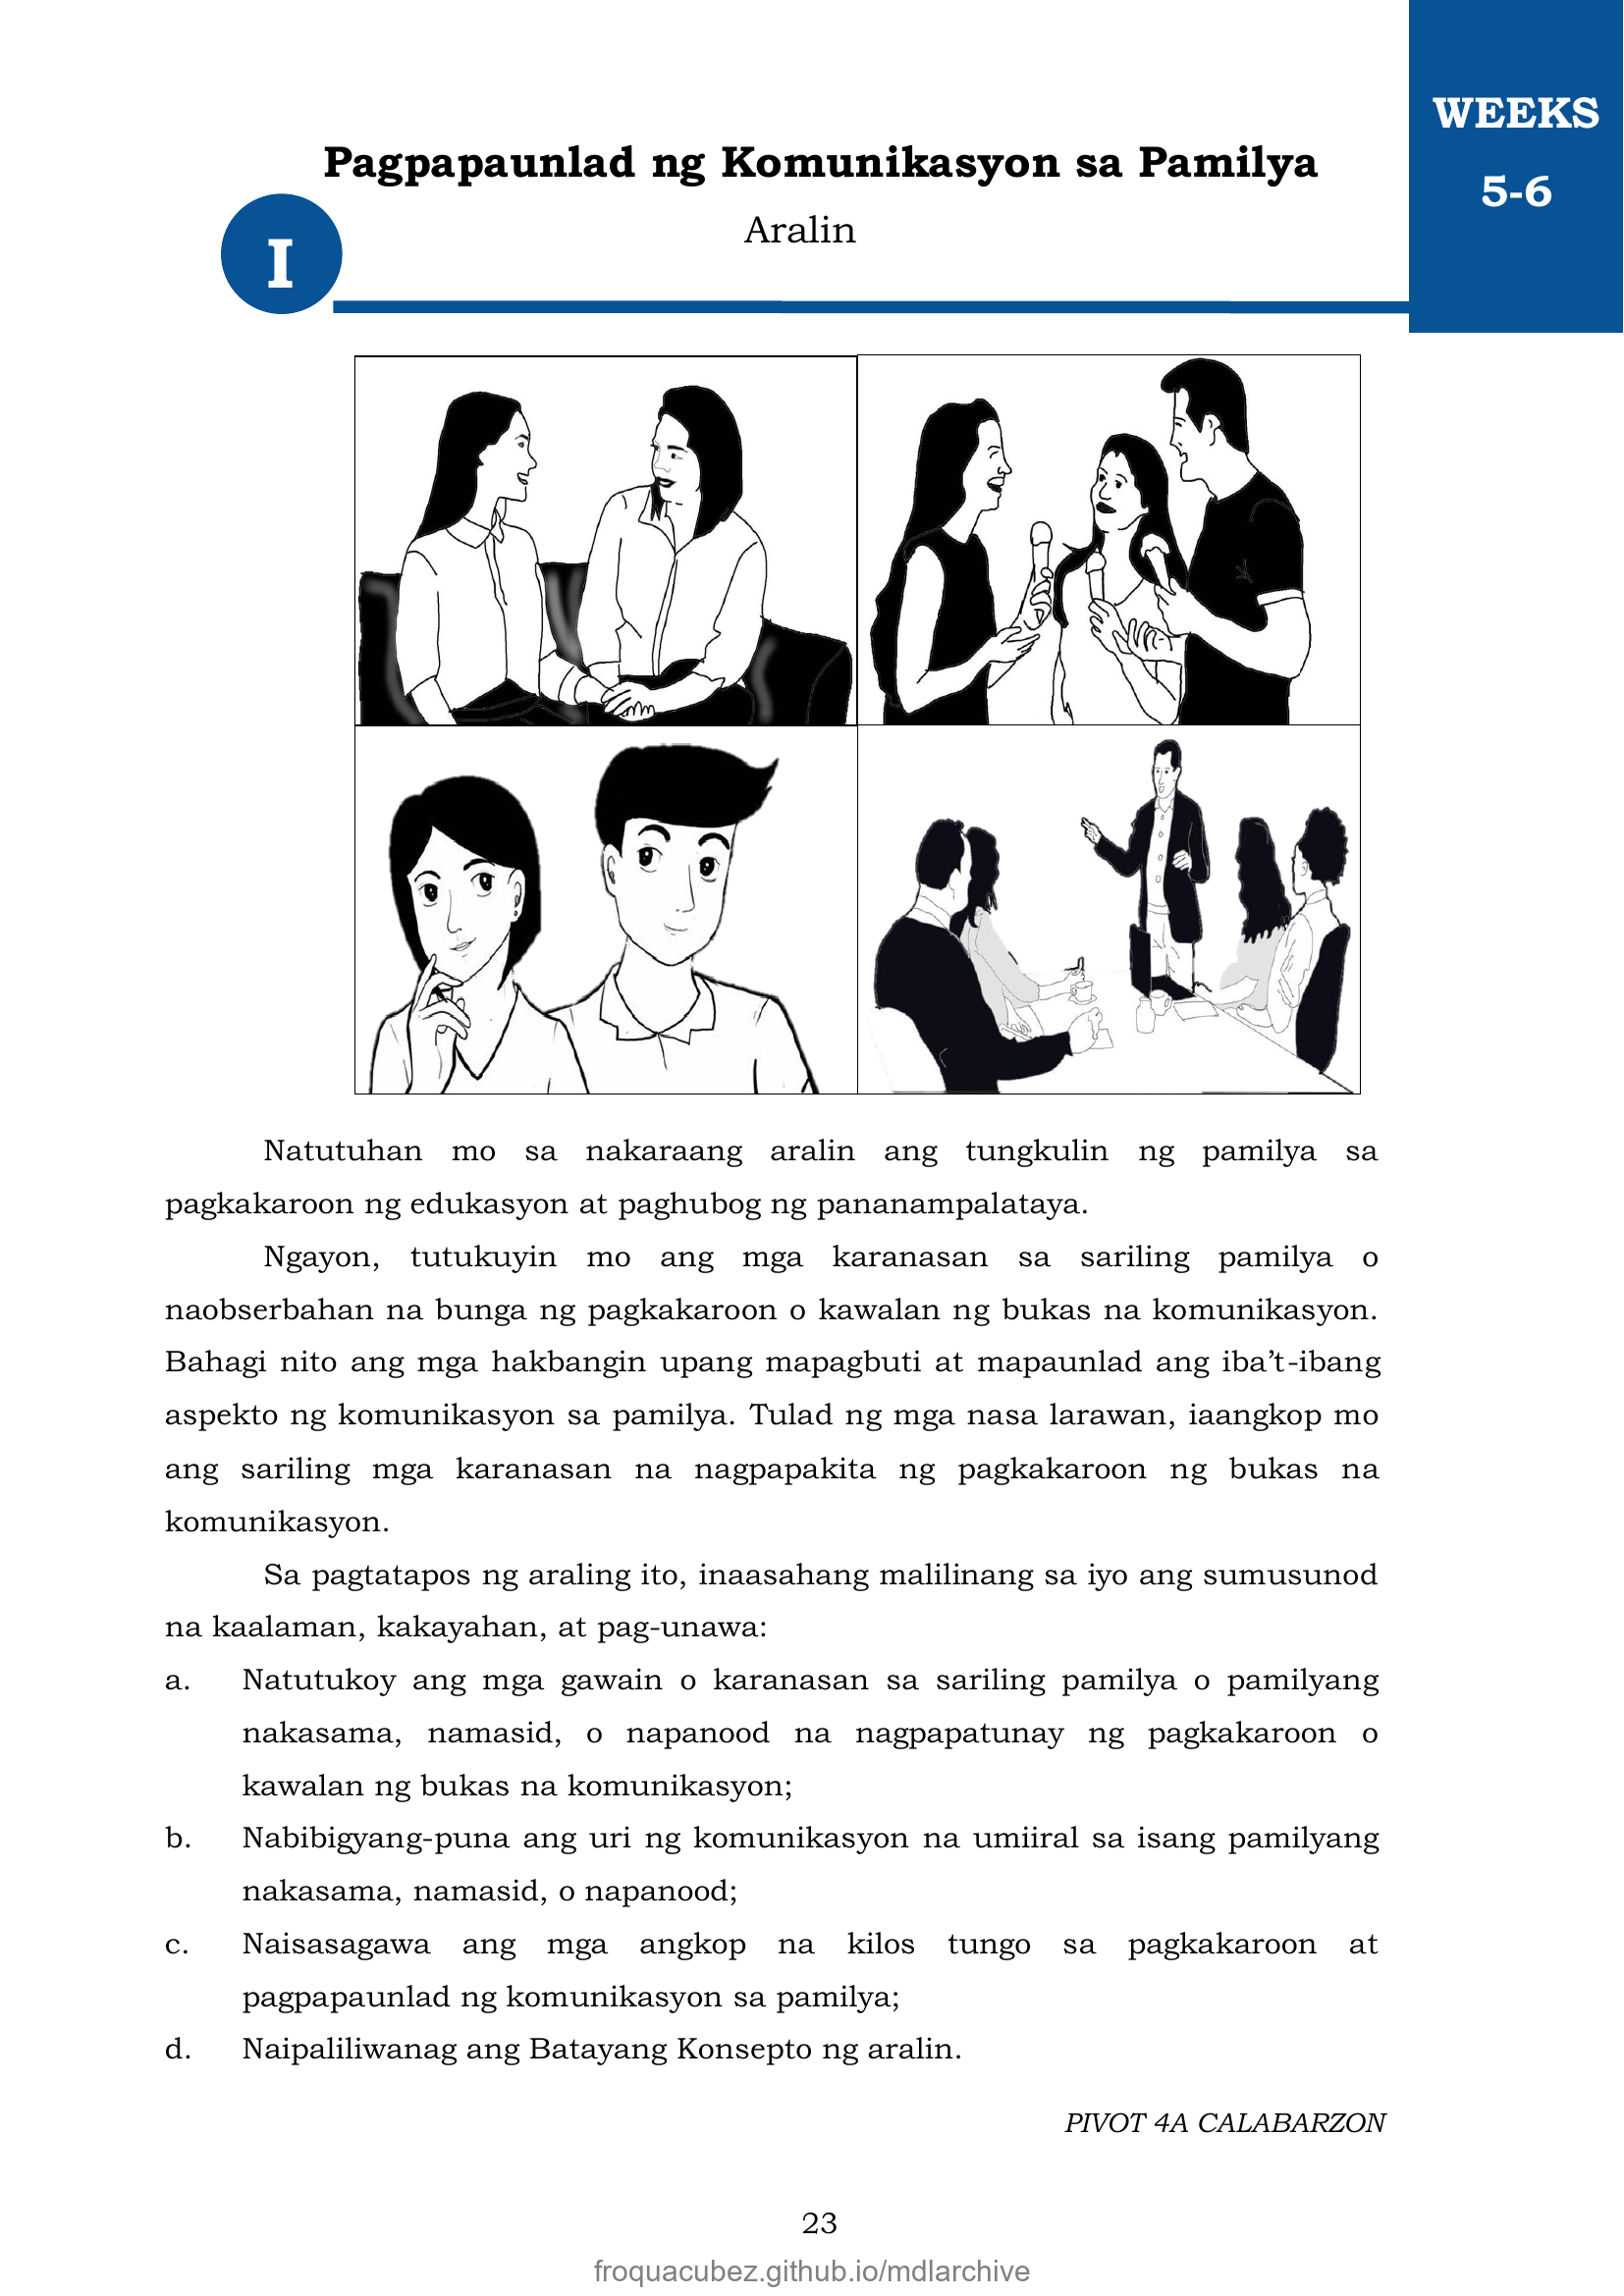 WEEKS
5-6
Pagpapaunlad ng Komunikasyon sa Pamilya
Aralin
I
Natutuhan mo sa nakaraang aralin ang tungkulin ng pamilya sa
pagkakaroon ng edukasyon at paghubog ng pananampalataya.
Ngayon, tutukuyin mo ang mga karanasan sa sariling pamilya o
naobserbahan na bunga ng pagkakaroon o kawalan ng bukas na komunikasyon.
Bahagi nito ang mga hakbangin upang mapagbuti at mapaunlad ang iba’t-ibang
aspekto ng komunikasyon sa pamilya. Tulad ng mga nasa larawan, iaangkop mo
ang sariling mga karanasan na nagpapakita ng pagkakaroon ng bukas na
komunikasyon.
Sa pagtatapos ng araling ito, inaasahang malilinang sa iyo ang sumusunod
na kaalaman, kakayahan, at pag-unawa:
a. Natutukoy ang mga gawain o karanasan sa sariling pamilya o pamilyang
nakasama, namasid, o napanood na nagpapatunay ng pagkakaroon o
kawalan ng bukas na komunikasyon;
b. Nabibigyang-puna ang uri ng komunikasyon na umiiral sa isang pamilyang
nakasama, namasid, o napanood;
c. Naisasagawa ang mga angkop na kilos tungo sa pagkakaroon at
pagpapaunlad ng komunikasyon sa pamilya;
d. Naipaliliwanag ang Batayang Konsepto ng aralin.
PIVOT 4A CALABARZON
23
froquacubez.github.io/mdlarchive